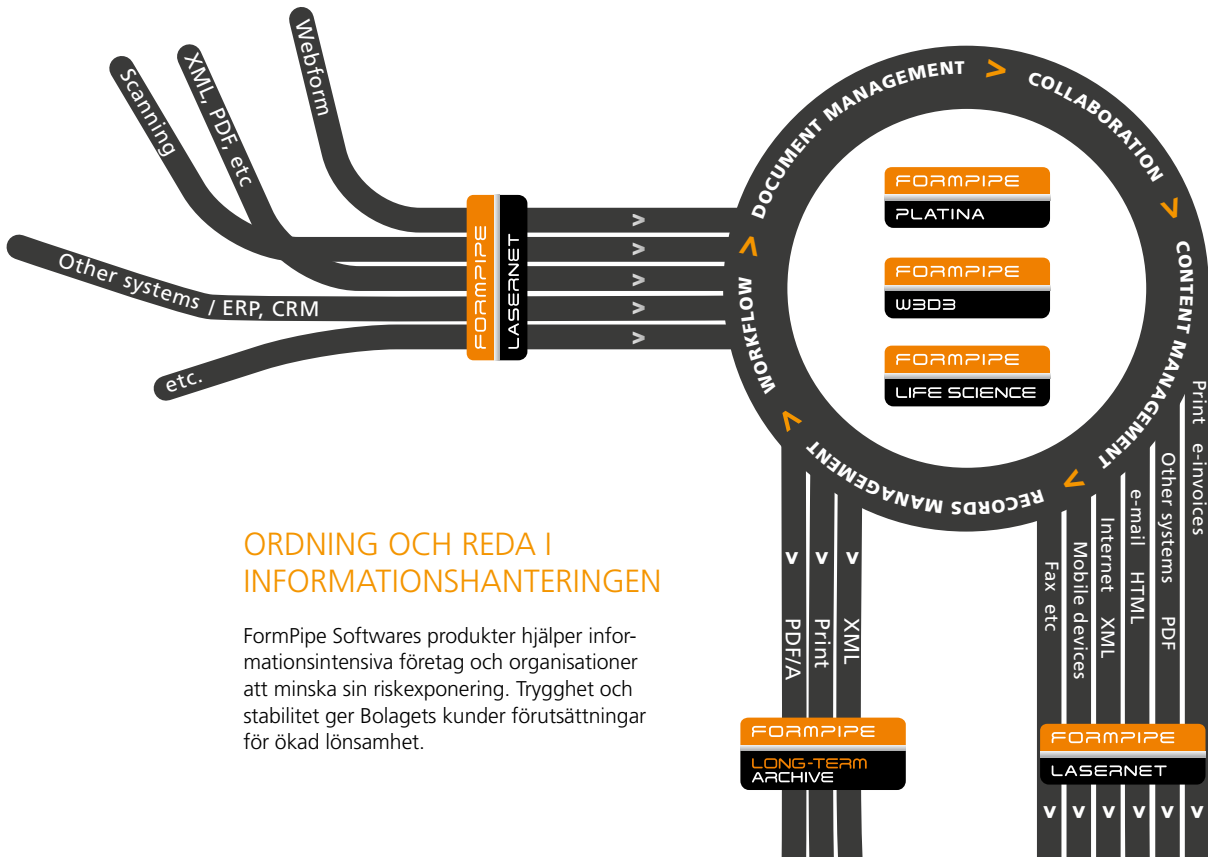 Webform
XML, PDF, etc
Scanning
Other systems / ERP, CRM
etc.
FORMPIPE
LASERNET
> > > > >
WORKFLOW >
DOCUMENT MANAGEMENT >
COLLABORATION >
CONTENT MANAGEMENT >
RECORDS MANAGEMENT >
FORMPIPE
PLATINA
FORMPIPE
W3D3
FORMPIPE
LIFE SCIENCE
ORDNING OCH REDA I
INFORMATIONSHANTERINGEN
FormPipe Softwares produkter hjälper infor-
mationsintensiva företag och organisationer
att minska sin riskexponering. Trygghet och
stabilitet ger Bolagets kunder förutsättningar
för ökad lönsamhet.
> PDF/A
> Print
> XML
FORMPIPE
LONG-TERM
ARCHIVE
Fax etc
Mobile devices
Internet XML
e-mail HTML
Other systems PDF
Print e-invoices
FORMPIPE
LASERNET
> > > > > >